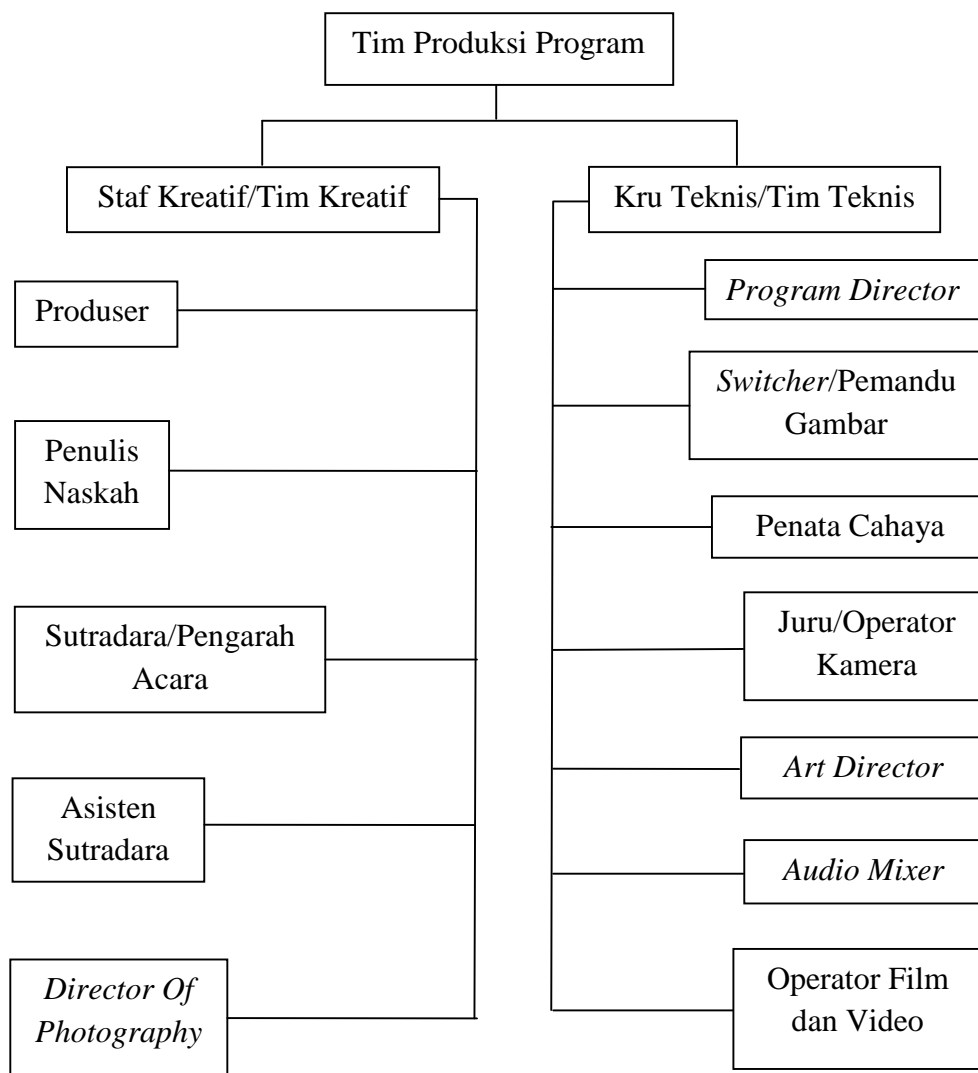 Tim Produksi Program
Staf Kreatif/Tim Kreatif
Produser
Penulis
Naskah
Sutradara/Pengarah
Acara
Asisten
Sutradara
Director Of
Photography
Kru Teknis/Tim Teknis
Program Director
Switcher/Pemandu
Gambar
Penata Cahaya
Juru/Operator
Kamera
Art Director
Audio Mixer
Operator Film
dan Video